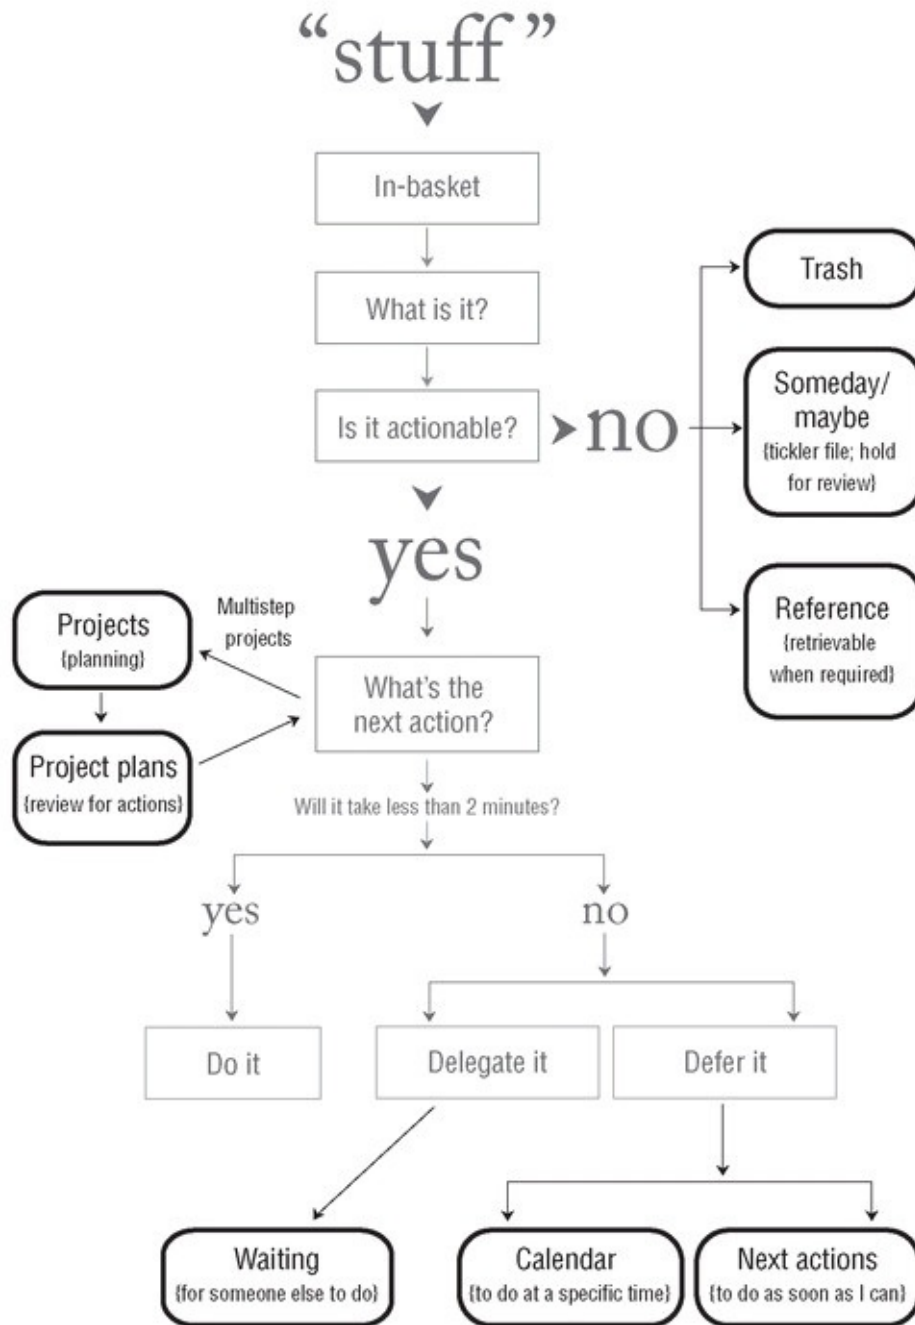 “stuff”
In-basket
What is it?
Is it actionable?
no
Trash
Someday/
maybe
{tickler file; hold
for review}
Reference
{retrievable
when required}
yes
Multistep
projects
Projects
{planning}
Project plans
{review for actions}
What's the
next action?
Will it take less than 2 minutes?
yes
no
Do it
Delegate it
Defer it
Waiting
{for someone else to do}
Calendar
{to do at a specific time}
Next actions
{to do as soon as I can}